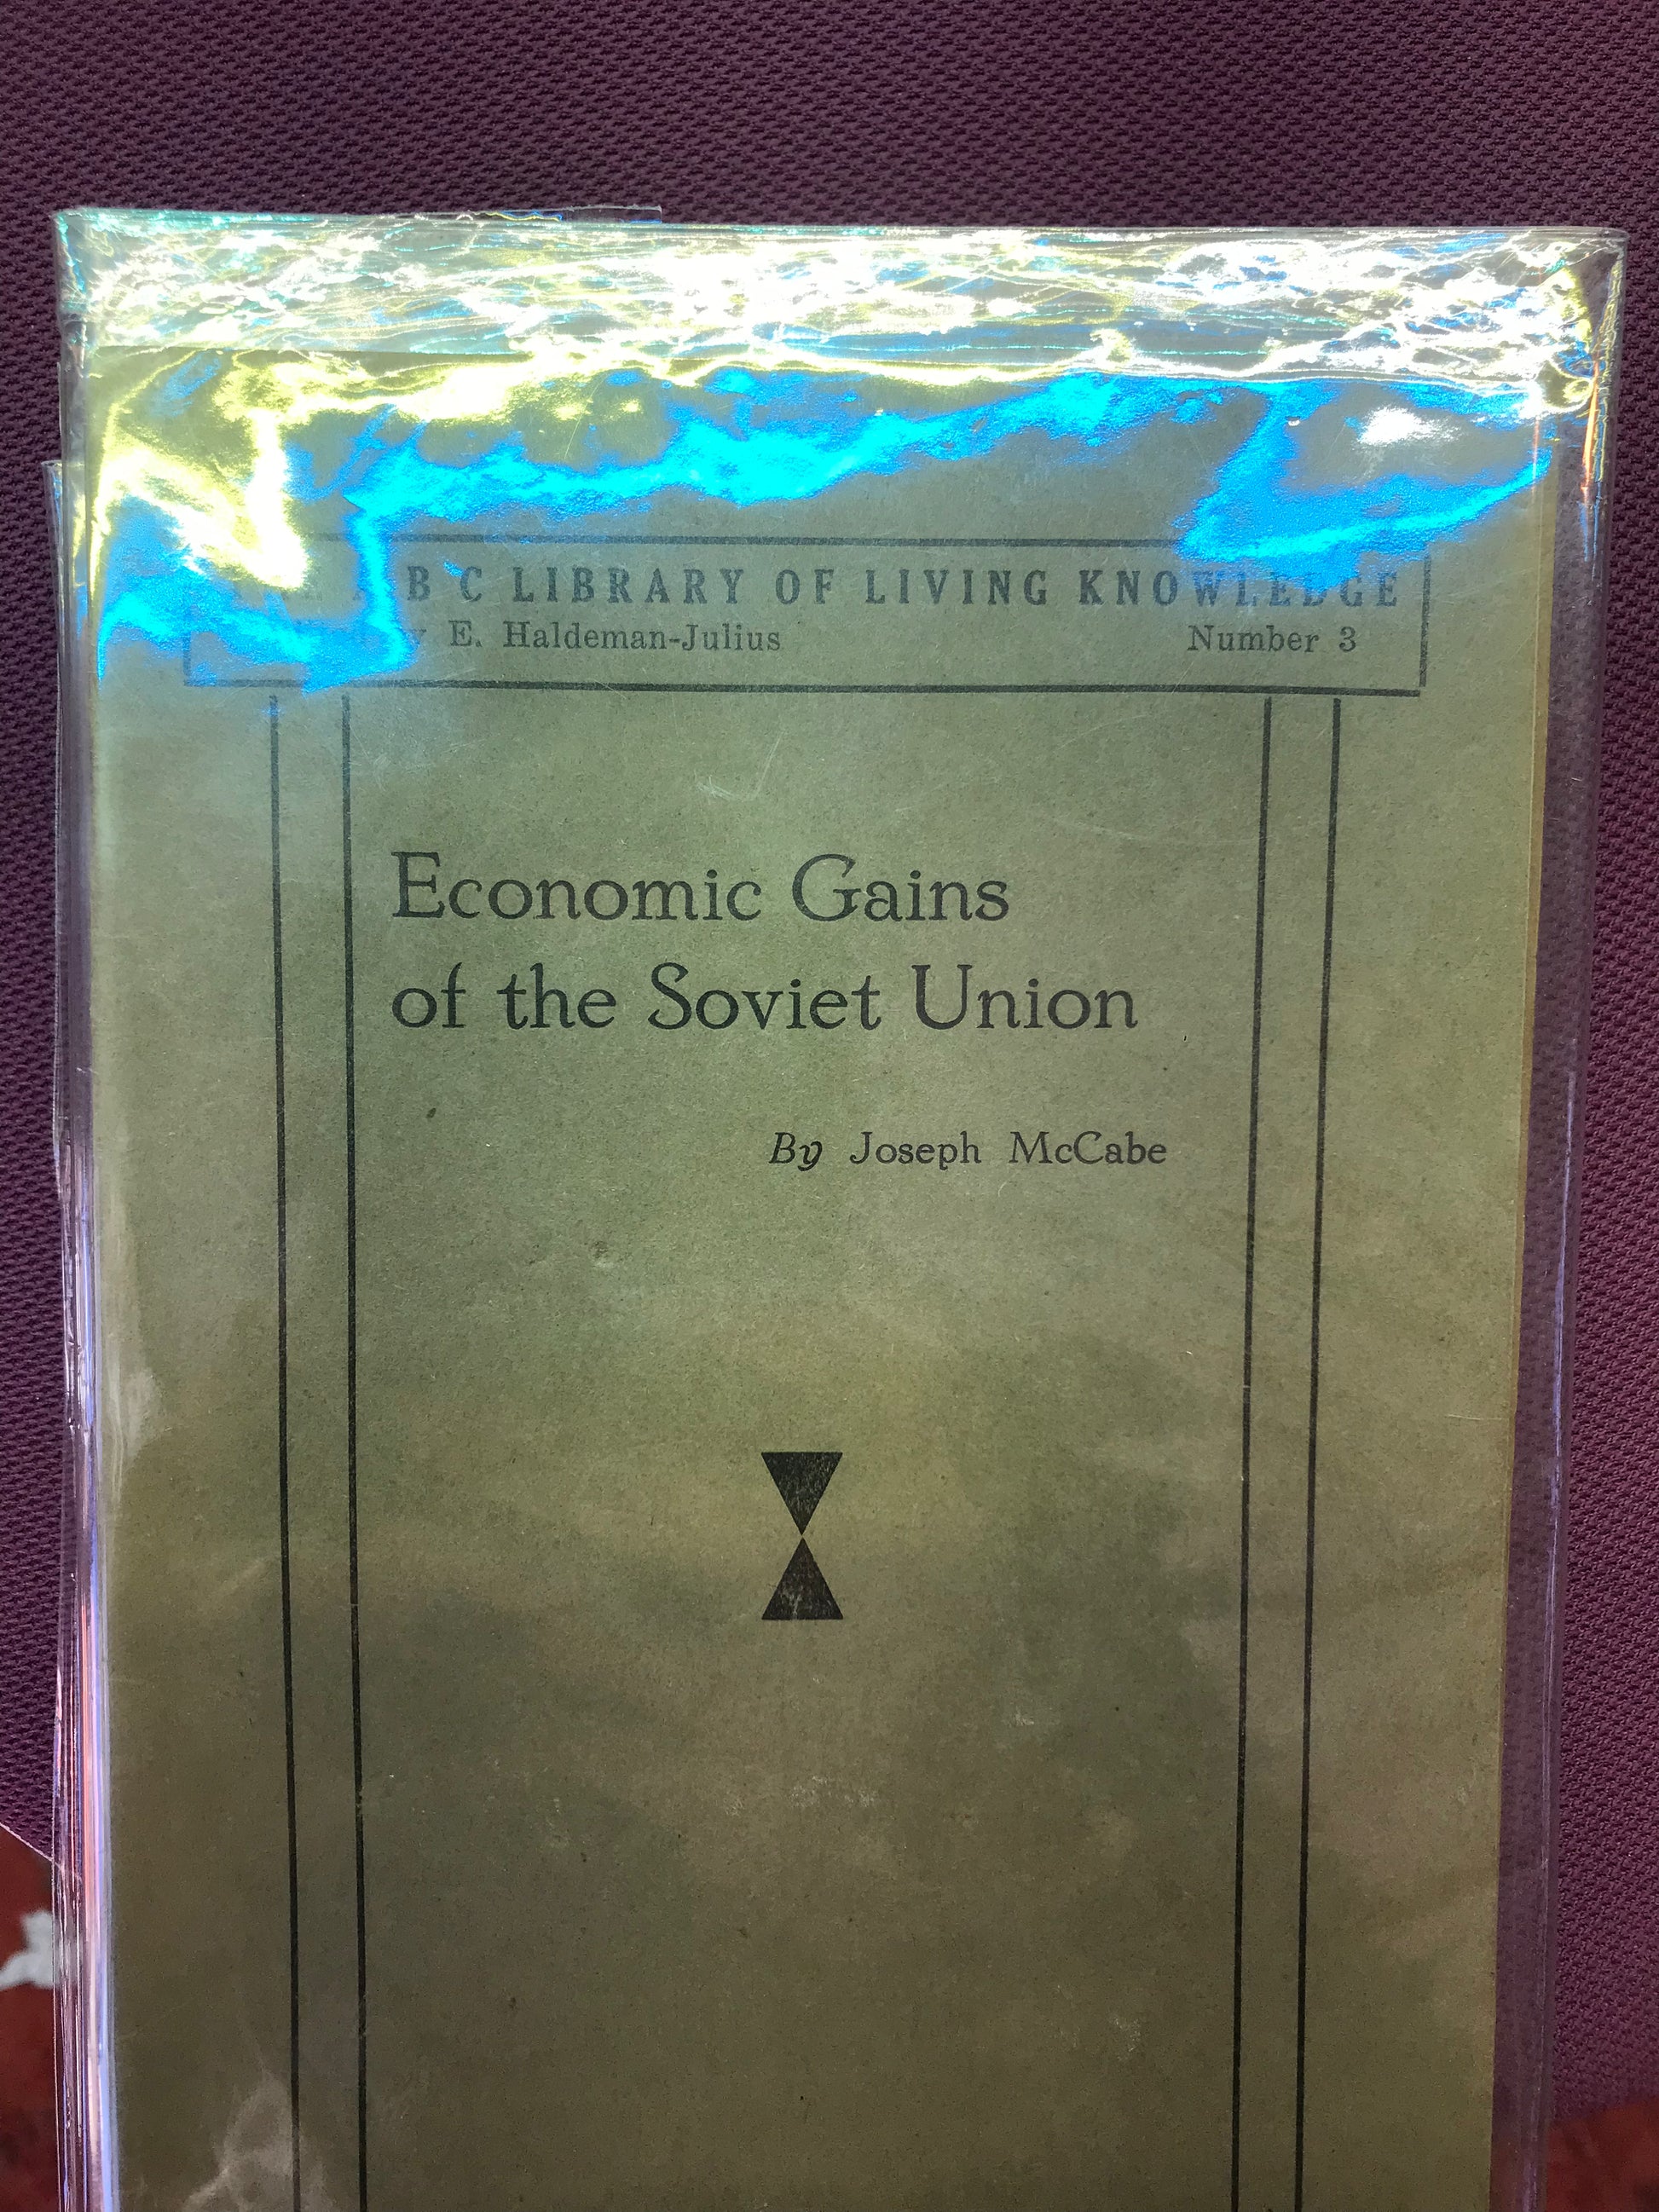 B C LIBRARY OF LIVING KNOWLEDGE
E. Haldeman-Julius Number 3
Economic Gains
of the Soviet Union
By Joseph McCabe